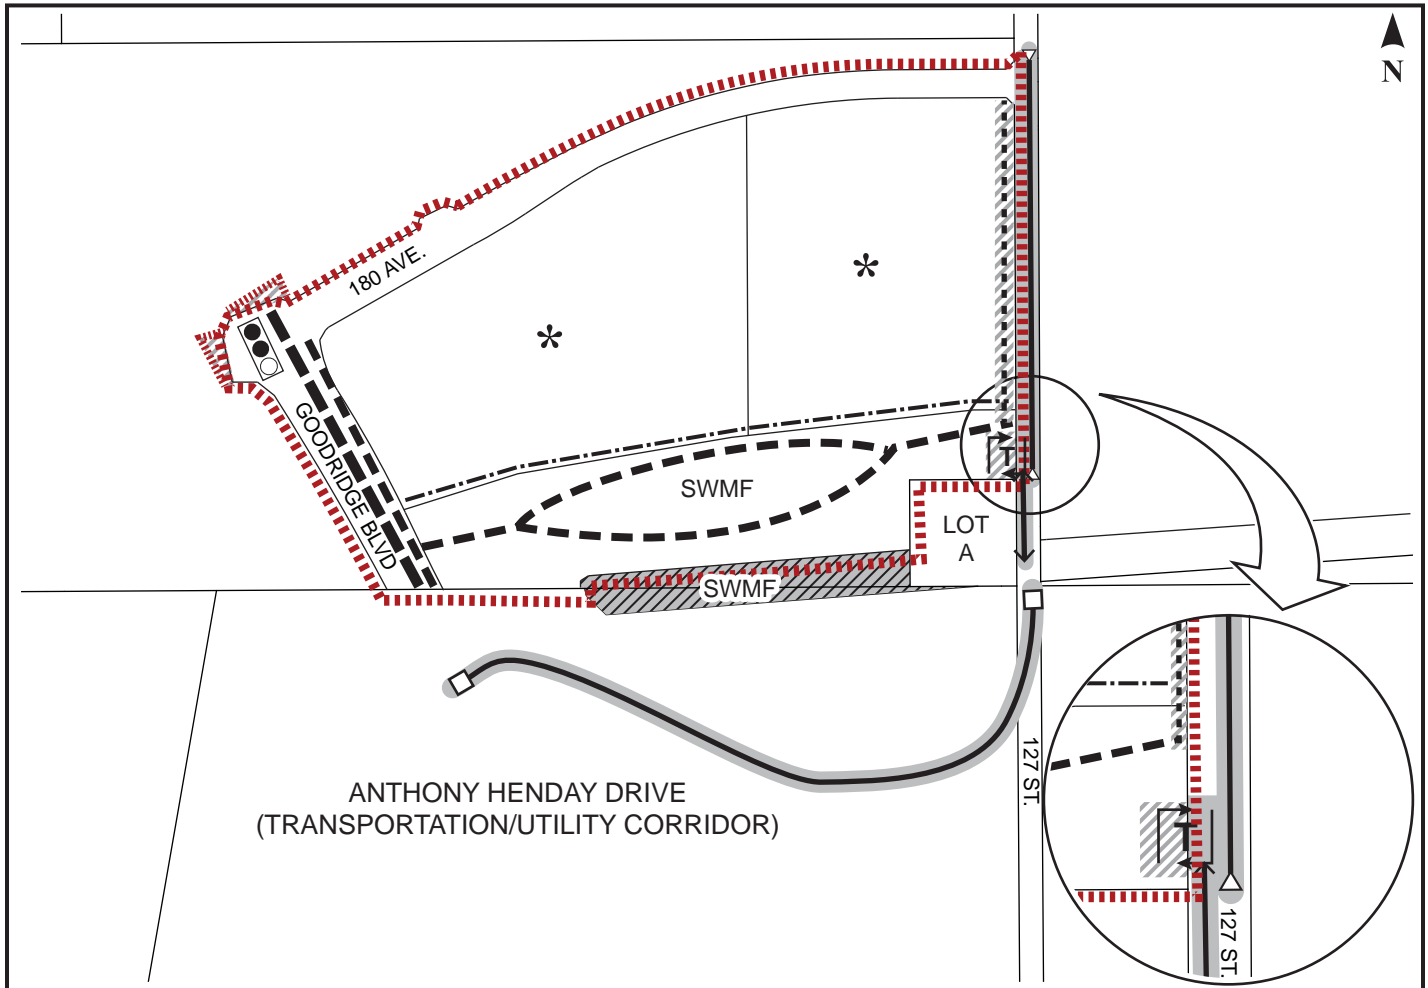 N
180 AVE.
GOODRIDGE BLVD
SWMF
T
LOT
A
SWMF
127 ST.
ANTHONY HENDAY DRIVE
(TRANSPORTATION/UTILITY CORRIDOR)
T
127 ST.